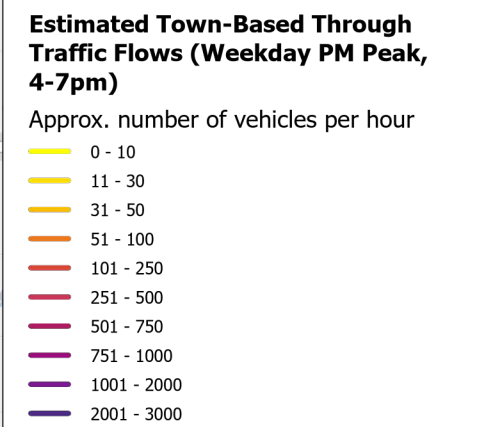 Estimated Town-Based Through
Traffic Flows (Weekday PM Peak,
4-7pm)
Approx. number of vehicles per hour
0 - 10
11 - 30
31 - 50
51 - 100
101 - 250
251 - 500
501 - 750
751 - 1000
1001 - 2000
2001 - 3000